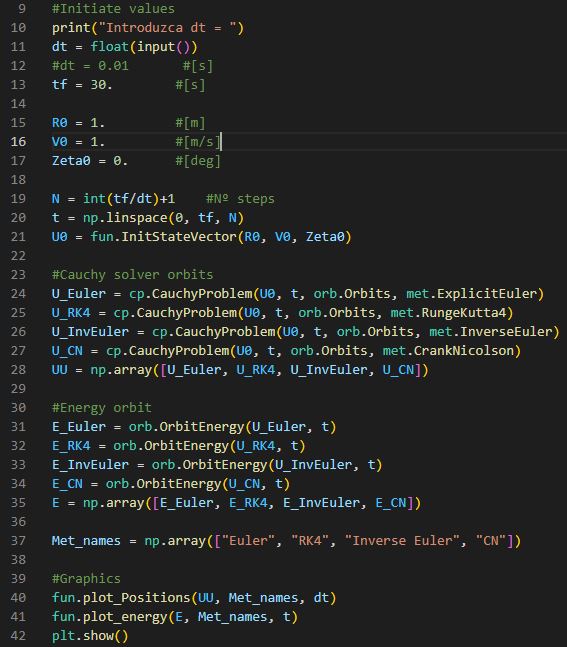 9 #Initiate values
10 print("Introduzca dt = ")
11 dt = float(input())
12 #dt = 0.01 #[s]
13 tf = 30. #[s]
14
15 R0 = 1. #[m]
16 V0 = 1. #[m/s]
17 Zeta0 = 0. #[deg]
18
19 N = int(tf/dt)+1 #Nº steps
20 t = np.linspace(0, tf, N)
21 U0 = fun.InitStateVector(R0, V0, Zeta0)
22
23 #Cauchy solver orbits
24 U_Euler = cp.CauchyProblem(U0, t, orb.Orbits, met.ExplicitEuler)
25 U_RK4 = cp.CauchyProblem(U0, t, orb.Orbits, met.RungeKutta4)
26 U_InvEuler = cp.CauchyProblem(U0, t, orb.Orbits, met.InverseEuler)
27 U_CN = cp.CauchyProblem(U0, t, orb.Orbits, met.CrankNicolson)
28 UU = np.array([U_Euler, U_RK4, U_InvEuler, U_CN])
29
30 #Energy orbit
31 E_Euler = orb.OrbitEnergy(U_Euler, t)
32 E_RK4 = orb.OrbitEnergy(U_RK4, t)
33 E_InvEuler = orb.OrbitEnergy(U_InvEuler, t)
34 E_CN = orb.OrbitEnergy(U_CN, t)
35 E = np.array([E_Euler, E_RK4, E_InvEuler, E_CN])
36
37 Met_names = np.array(["Euler", "RK4", "Inverse Euler", "CN"])
38
39 #Graphics
40 fun.plot_Positions(UU, Met_names, dt)
41 fun.plot_energy(E, Met_names, t)
42 plt.show()